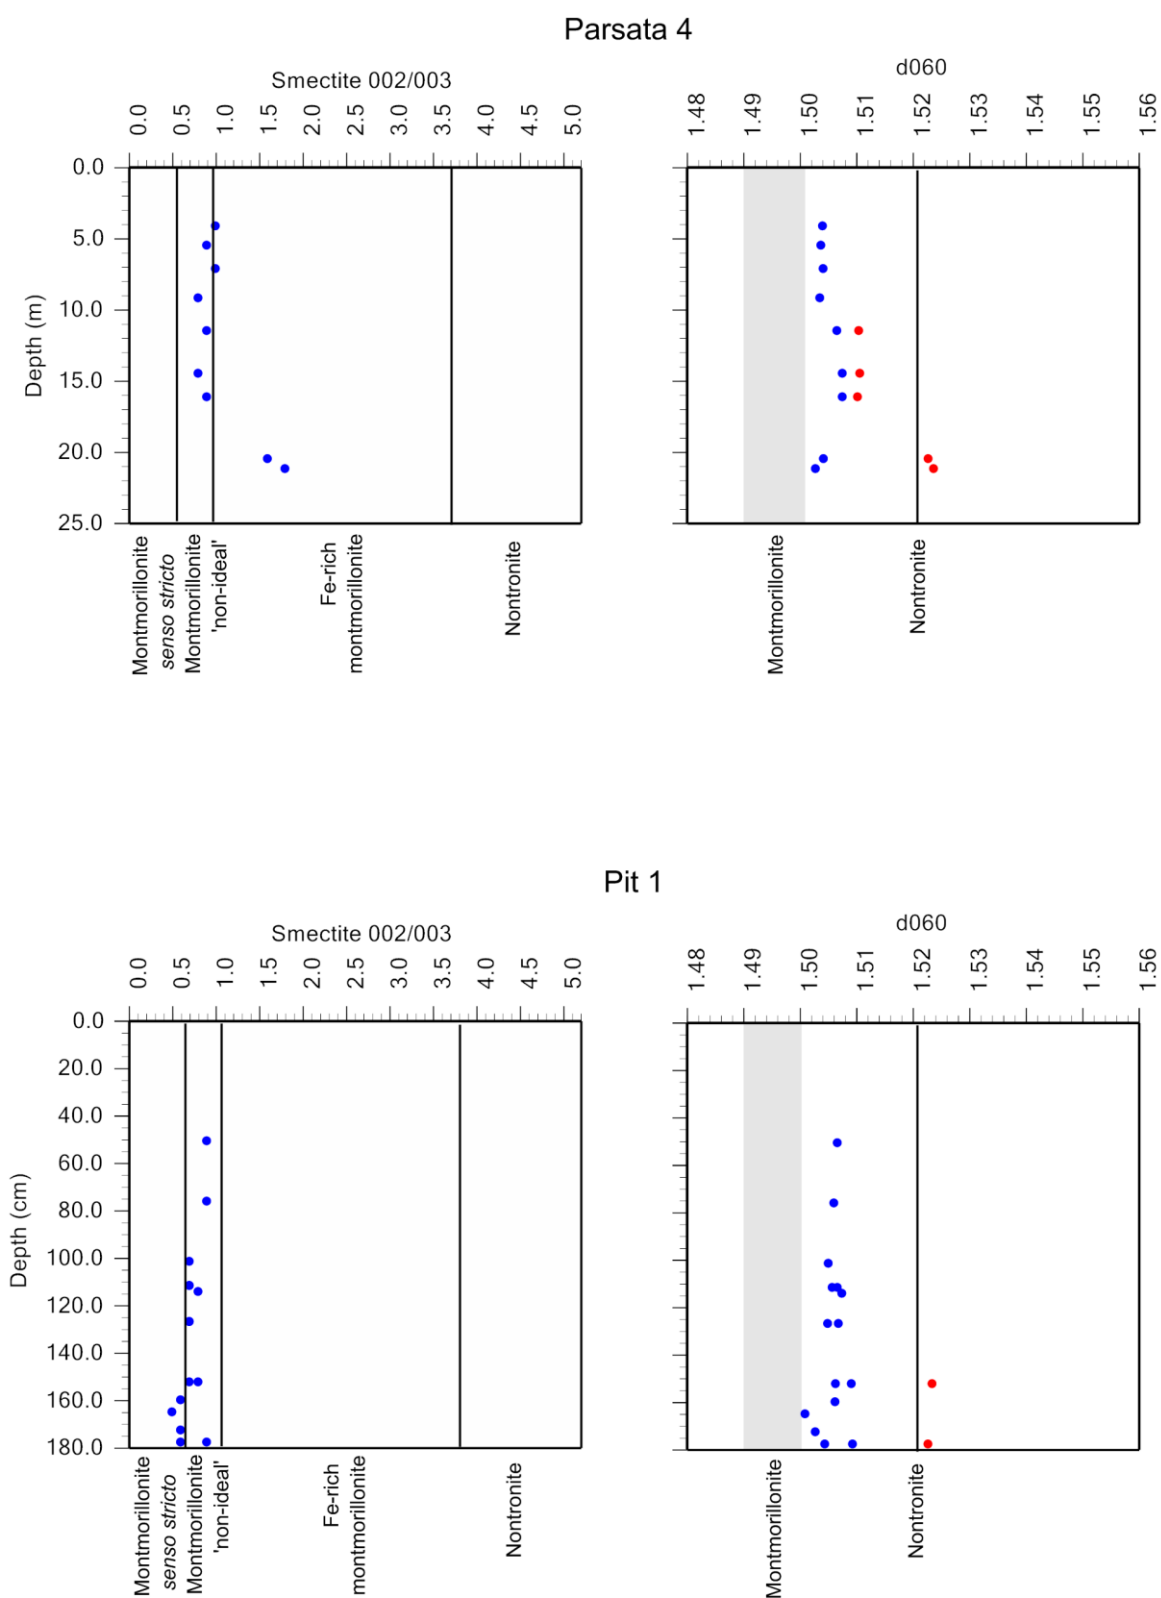 Parsata 4
Smectite 002/003
d060
0.0 0.5 1.0 1.5 2.0 2.5 3.0 3.5 4.0 4.5 5.0
1.48 1.49 1.50 1.51 1.52 1.53 1.54 1.55 1.56
Depth (m)
0.0
5.0
10.0
15.0
20.0
25.0
Montmorillonite
senso stricto
Montmorillonite
'non-ideal'
Fe-rich
montmorillonite
Nontronite
Montmorillonite
Nontronite
Pit 1
Smectite 002/003
d060
0.0 0.5 1.0 1.5 2.0 2.5 3.0 3.5 4.0 4.5 5.0
1.48 1.49 1.50 1.51 1.52 1.53 1.54 1.55 1.56
Depth (cm)
0.0
20.0
40.0
60.0
80.0
100.0
120.0
140.0
160.0
180.0
Montmorillonite
senso stricto
Montmorillonite
'non-ideal'
Fe-rich
montmorillonite
Nontronite
Montmorillonite
Nontronite